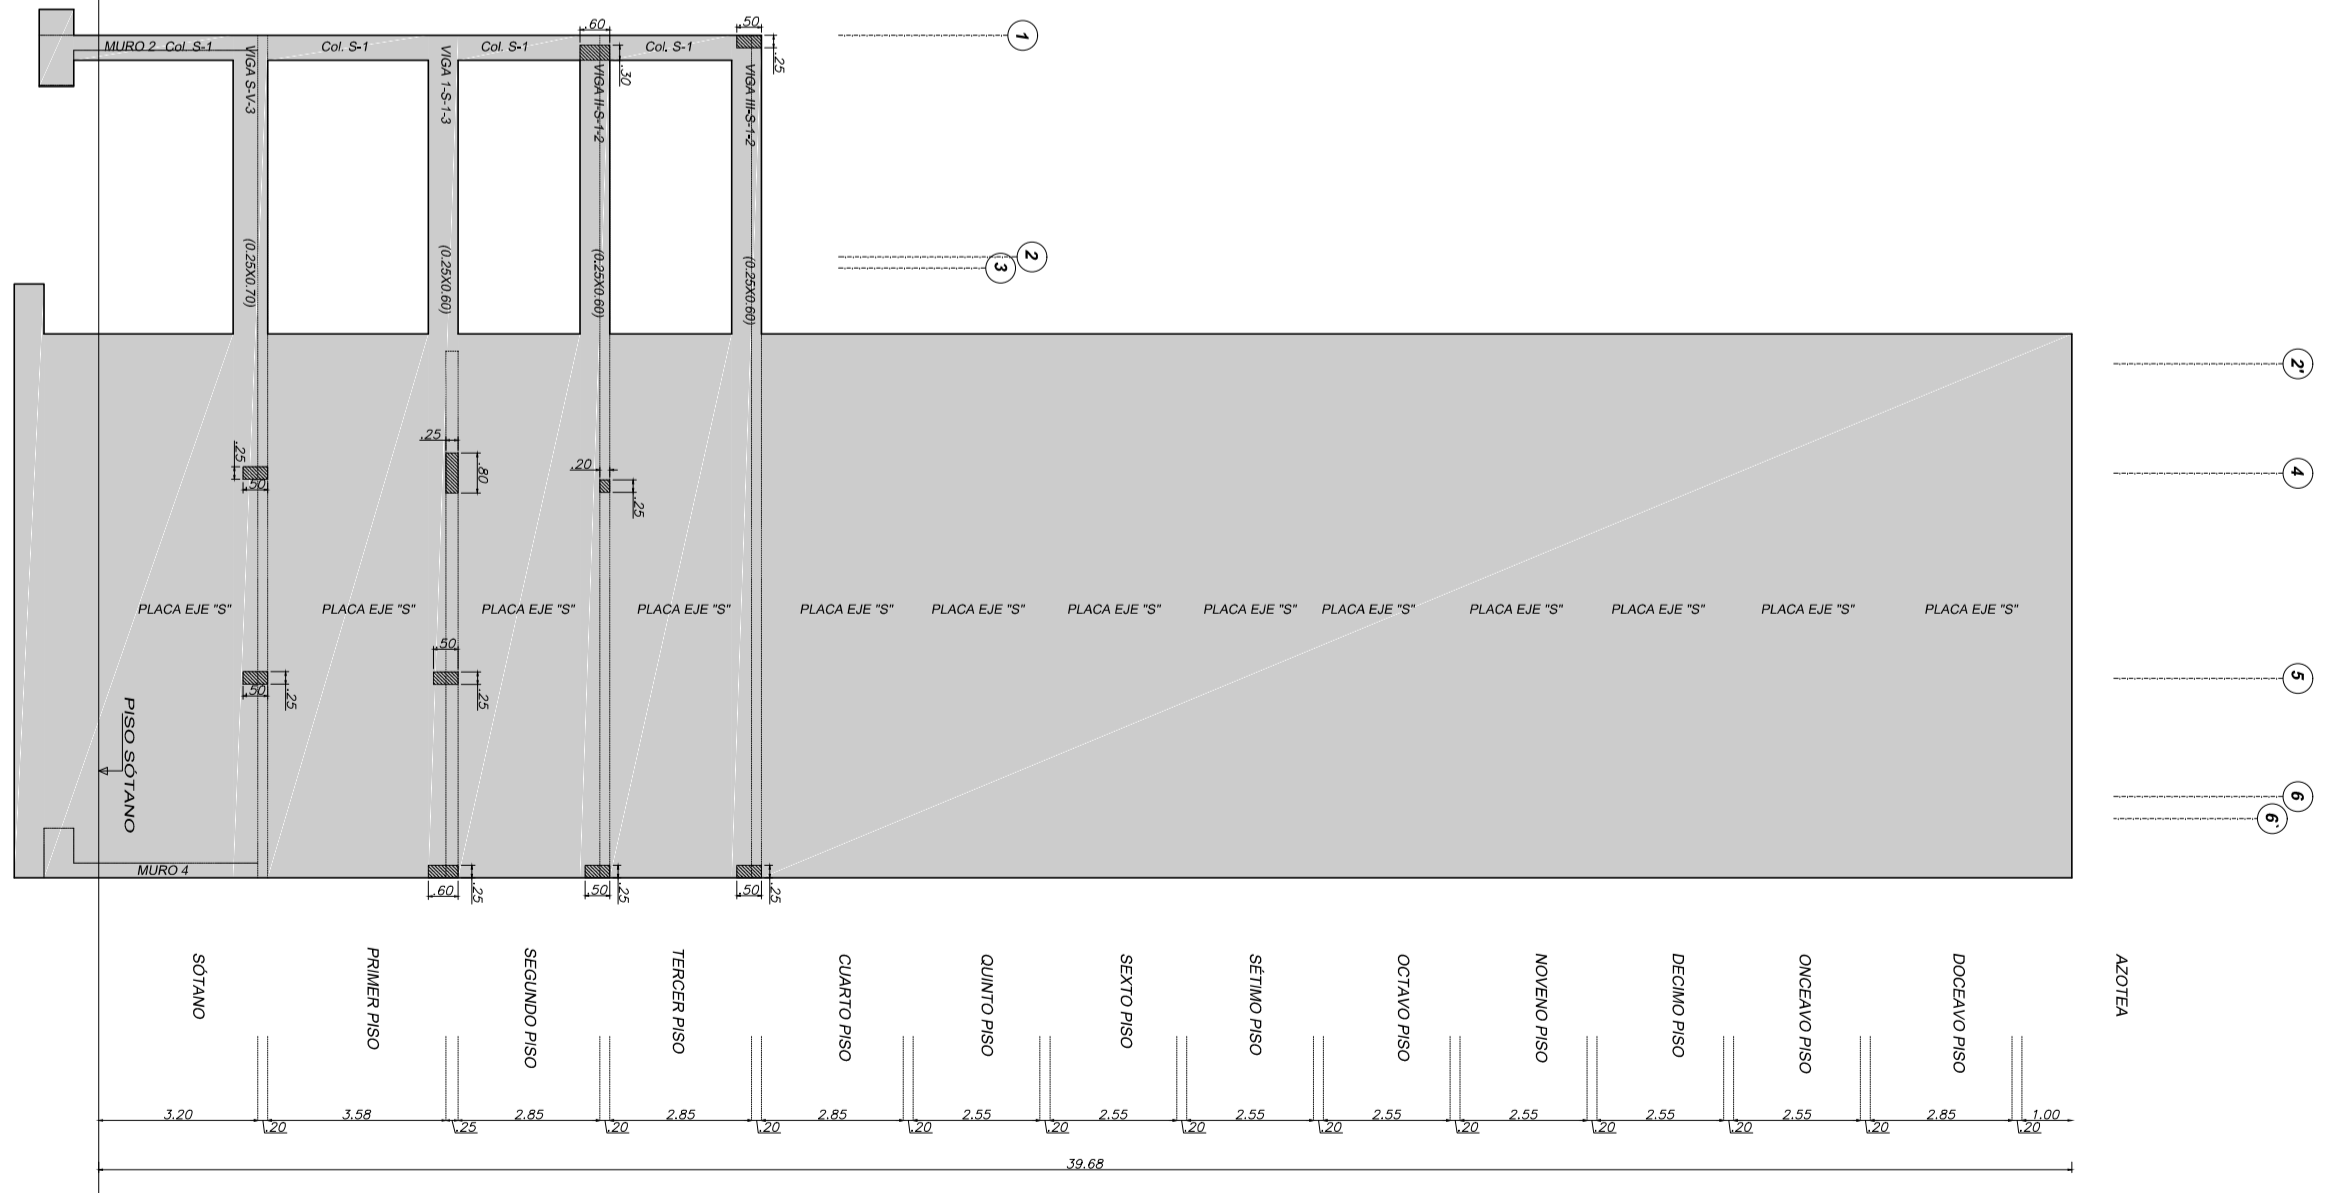 .60
.50
1
MURO 2
Col. S-1
Col. S-1
Col. S-1
Col. S-1
.25
.30
VIGA S-V-3
VIGA 1-S-1-3
VIGA II-S-1-2
VIGA III-S-1-2
(0.25X0.70)
(0.25X0.60)
(0.25X0.60)
(0.25X0.60)
2
3
2'
.25
.50
.25
.80
.20
.25
4
PLACA EJE "S"
PLACA EJE "S"
PLACA EJE "S"
PLACA EJE "S"
PLACA EJE "S"
PLACA EJE "S"
PLACA EJE "S"
PLACA EJE "S"
PLACA EJE "S"
PLACA EJE "S"
PLACA EJE "S"
PLACA EJE "S"
PLACA EJE "S"
.50
.50
.25
.25
5
PISO SÓTANO
6
6'
MURO 4
.60
.25
.50
.25
.50
.25
SÓTANO
PRIMER PISO
SEGUNDO PISO
TERCER PISO
CUARTO PISO
QUINTO PISO
SEXTO PISO
SÉTIMO PISO
OCTAVO PISO
NOVENO PISO
DECIMO PISO
ONCEAVO PISO
DOCEAVO PISO
AZOTEA
3.20
3.58
2.85
2.85
2.85
2.55
2.55
2.55
2.55
2.55
2.55
2.55
2.85
1.00
.20
.25
.20
.20
.20
.20
.20
.20
.20
.20
.20
.20
.20
39.68